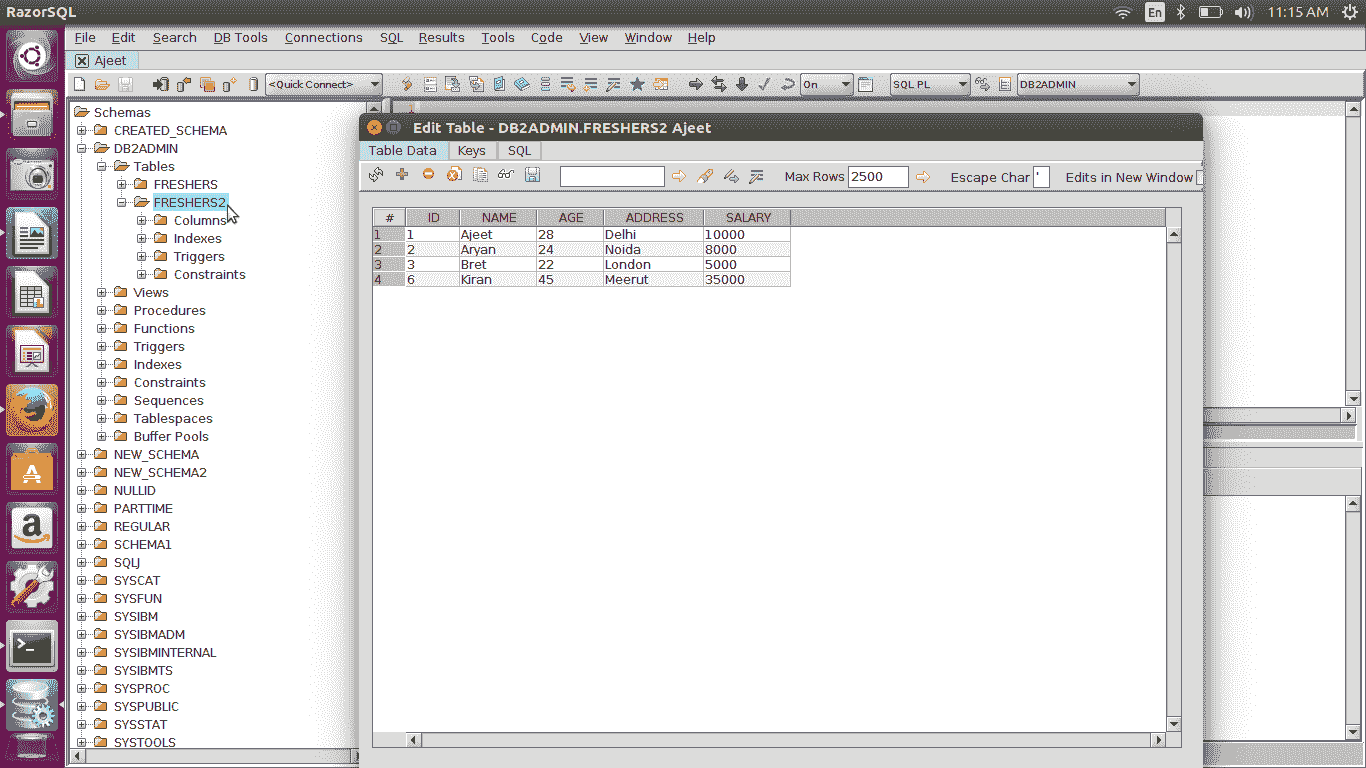 RazorSQL
En
11:15 AM
File Edit Search DB Tools Connections SQL Results Tools Code View Window Help
Ajeet
<Quick Connect> On SQL PL DB2ADMIN
Schemas
CREATED_SCHEMA
DB2ADMIN
Tables
FRESHERS
FRESHERS2
Columns
Indexes
Triggers
Constraints
Views
Procedures
Functions
Triggers
Indexes
Constraints
Sequences
Tablespaces
Buffer Pools
NEW_SCHEMA
NEW_SCHEMA2
NULLID
PARTTIME
REGULAR
SCHEMA1
SQLJ
SYSCAT
SYSFUN
SYSIBM
SYSIBMADM
SYSIBMINTERNAL
SYSIBMTS
SYSPROC
SYSPUBLIC
SYSSTAT
SYSTOOLS
Edit Table - DB2ADMIN.FRESHERS2 Ajeet
Table Data Keys SQL
Max Rows 2500 Escape Char ' Edits in New Window
# ID NAME AGE ADDRESS SALARY
1 1 Ajeet 28 Delhi 10000
2 2 Aryan 24 Noida 8000
3 3 Bret 22 London 5000
4 6 Kiran 45 Meerut 35000